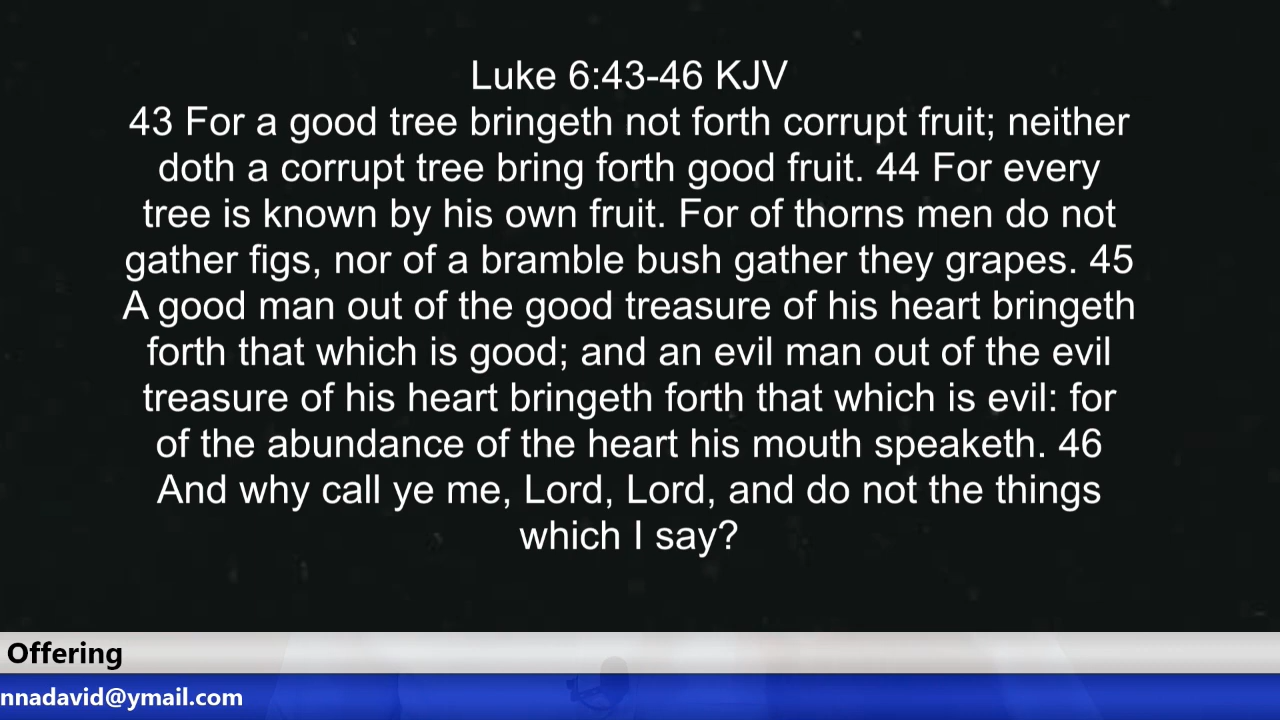 Luke 6:43-46 KJV
43 For a good tree bringeth not forth corrupt fruit; neither
doth a corrupt tree bring forth good fruit. 44 For every
tree is known by his own fruit. For of thorns men do not
gather figs, nor of a bramble bush gather they grapes. 45
A good man out of the good treasure of his heart bringeth
forth that which is good; and an evil man out of the evil
treasure of his heart bringeth forth that which is evil: for
of the abundance of the heart his mouth speaketh. 46
And why call ye me, Lord, Lord, and do not the things
which I say?
Offering
nnadavid@ymail.com